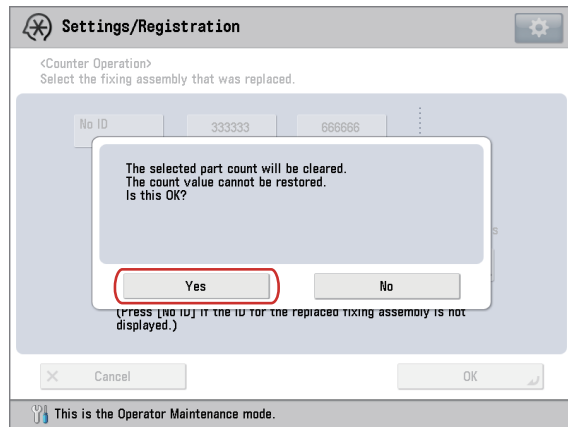 Settings/Registration
<Counter Operation>
Select the fixing assembly that was replaced.
No ID
333333
666666
The selected part count will be cleared.
The count value cannot be restored.
Is this OK?
Yes
No
(Press [No ID] if the ID for the replaced fixing assembly is not
displayed.)
Cancel
OK
This is the Operator Maintenance mode.